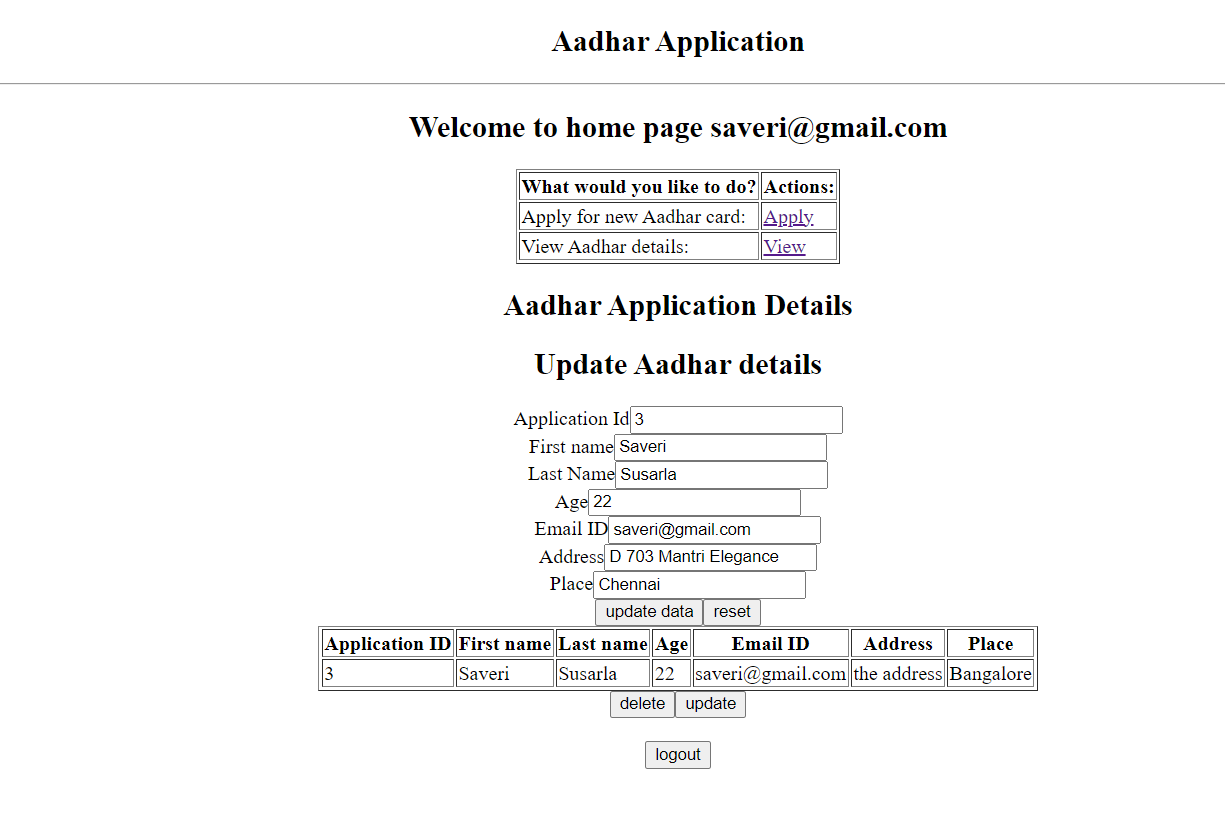 Aadhar Application
Welcome to home page saveri@gmail.com
What would you like to do? Actions:
Apply for new Aadhar card: Apply
View Aadhar details: View
Aadhar Application Details
Update Aadhar details
Application Id 3
First name Saveri
Last Name Susarla
Age 22
Email ID saveri@gmail.com
Address D 703 Mantri Elegance
Place Chennai
update data reset
Application ID First name Last name Age Email ID Address Place
3 Saveri Susarla 22 saveri@gmail.com the address Bangalore
delete update
logout